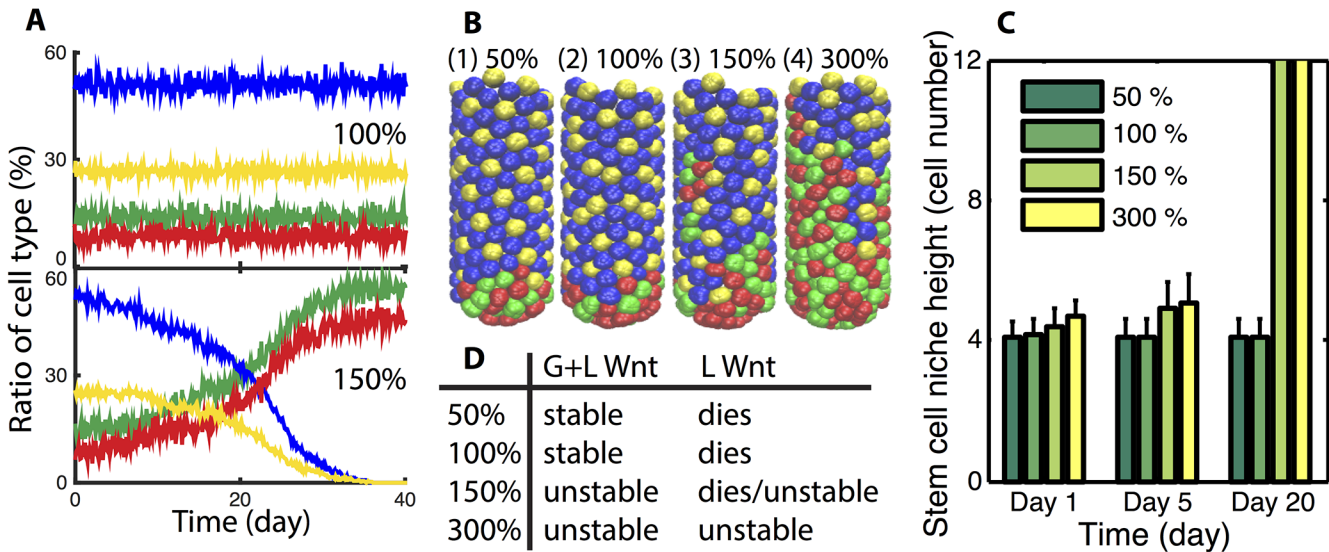 A
Ratio of cell type (%)
60
30
0
100%
60
30
0
150%
0
20
40
Time (day)
B
(1) 50%
(2) 100%
(3) 150%
(4) 300%
C
Stem cell niche height (cell number)
12
8
4
0
50 %
100 %
150 %
300 %
Day 1
Day 5
Day 20
Time (day)
D
G+L Wnt
L Wnt
50%
stable
dies
100%
stable
dies
150%
unstable
dies/unstable
300%
unstable
unstable